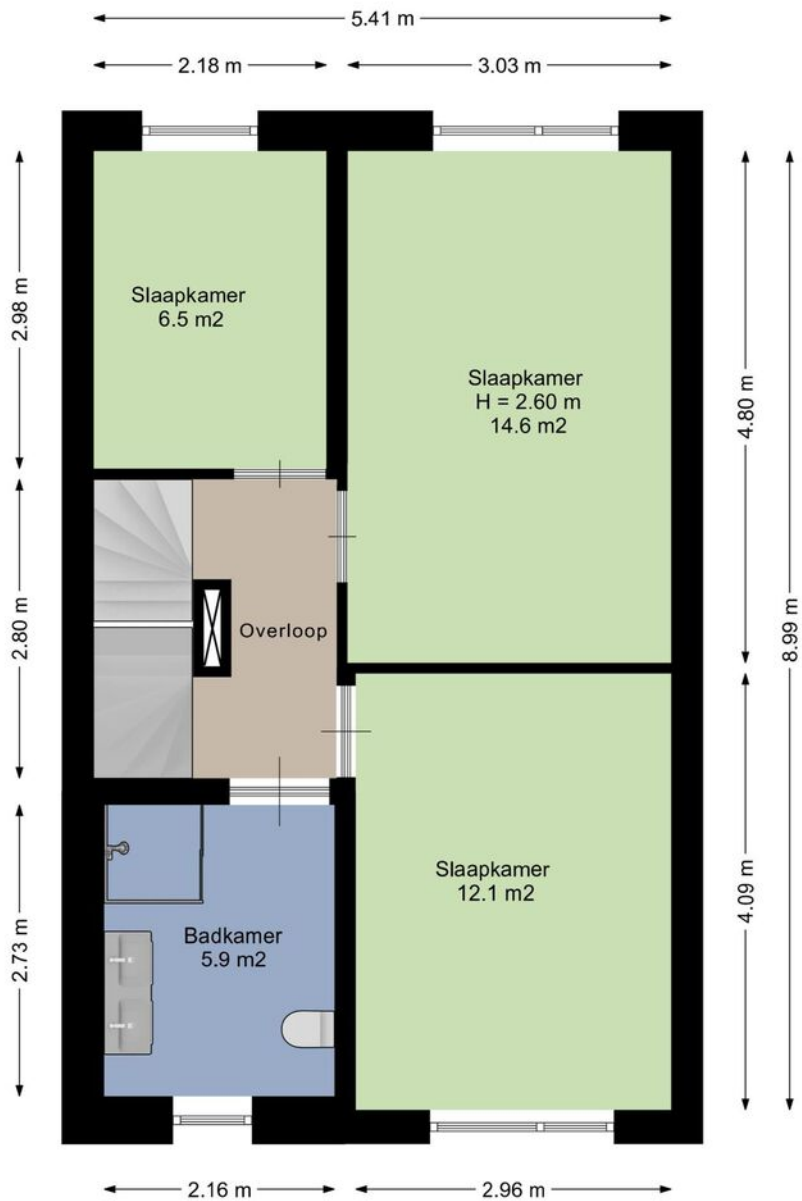 5.41 m
2.18 m
3.03 m
2.98 m
Slaapkamer
6.5 m2
Slaapkamer
H = 2.60 m
14.6 m2
4.80 m
2.80 m
Overloop
8.99 m
Slaapkamer
12.1 m2
4.09 m
2.73 m
Badkamer
5.9 m2
2.16 m
2.96 m